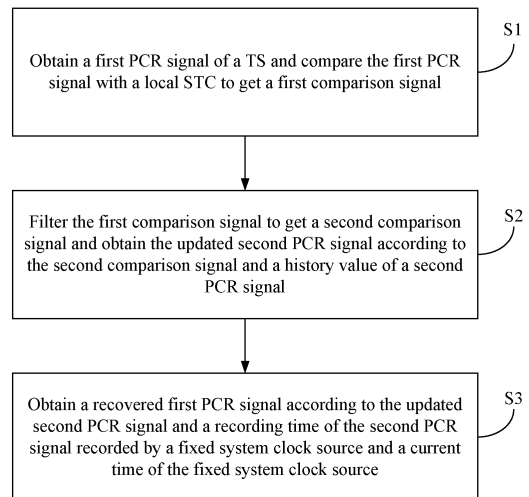 S1
Obtain a first PCR signal of a TS and compare the first PCR
signal with a local STC to get a first comparison signal
S2
Filter the first comparison signal to get a second comparison
signal and obtain the updated second PCR signal according to
the second comparison signal and a history value of a second
PCR signal
S3
Obtain a recovered first PCR signal according to the updated
second PCR signal and a recording time of the second PCR
signal recorded by a fixed system clock source and a current
time of the fixed system clock source